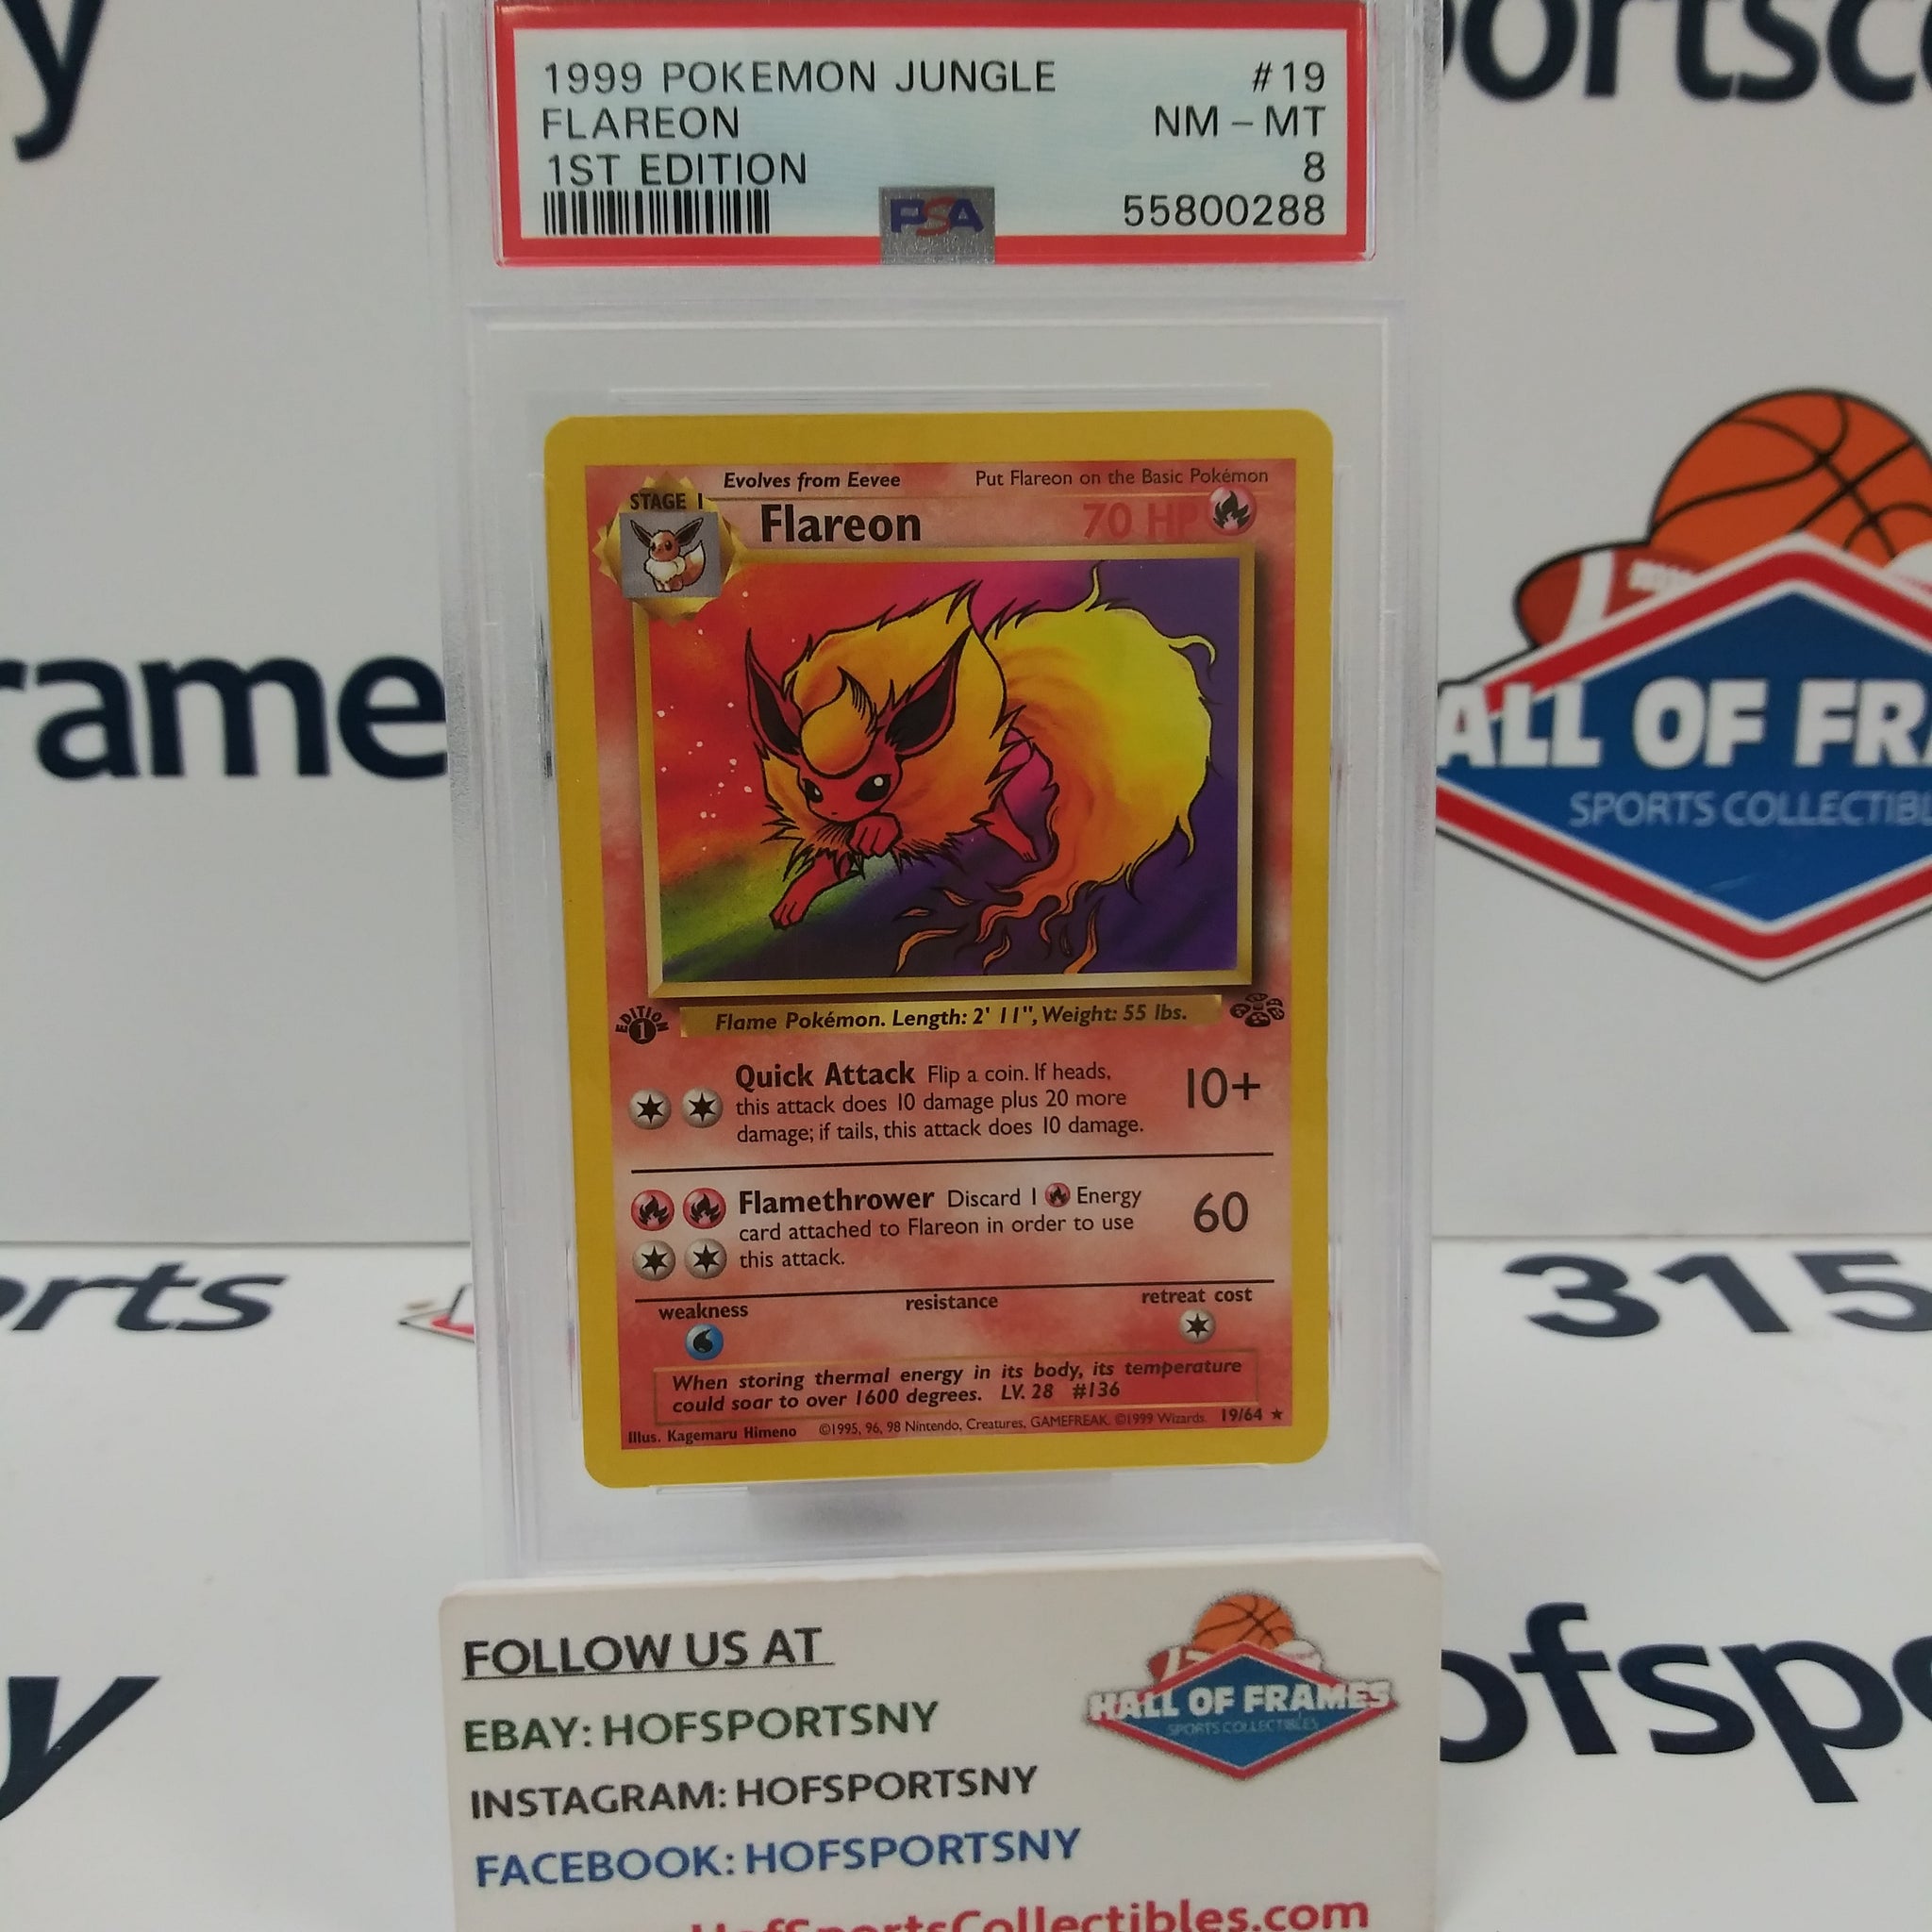 1999 POKEMON JUNGLE #19
FLAREON NM - MT
1ST EDITION 8
PSA 55800288
Evolves from Eevee Put Flareon on the Basic Pokémon
STAGE 1
Flareon 70 HP
EDITION
1
Flame Pokémon. Length: 2' 11", Weight: 55 lbs.
Quick Attack Flip a coin. If heads,
this attack does 10 damage plus 20 more
damage; if tails, this attack does 10 damage.
10+
Flamethrower Discard 1 Energy
card attached to Flareon in order to use
this attack.
60
weakness resistance retreat cost
When storing thermal energy in its body, its temperature
could soar to over 1600 degrees. LV. 28 #136
Illus. Kagemaru Himeno ©1995, 96, 98 Nintendo, Creatures, GAMEFREAK. ©1999 Wizards. 19/64 ★
FOLLOW US AT
EBAY: HOFSPORTSNY
INSTAGRAM: HOFSPORTSNY
FACEBOOK: HOFSPORTSNY
HofSportsCollectibles.com
HALL OF FRAMES
SPORTS COLLECTIBLES
y
ortsc
rame
ALL OF FRA
SPORTS COLLECTIBL
orts
315
y
ofsp